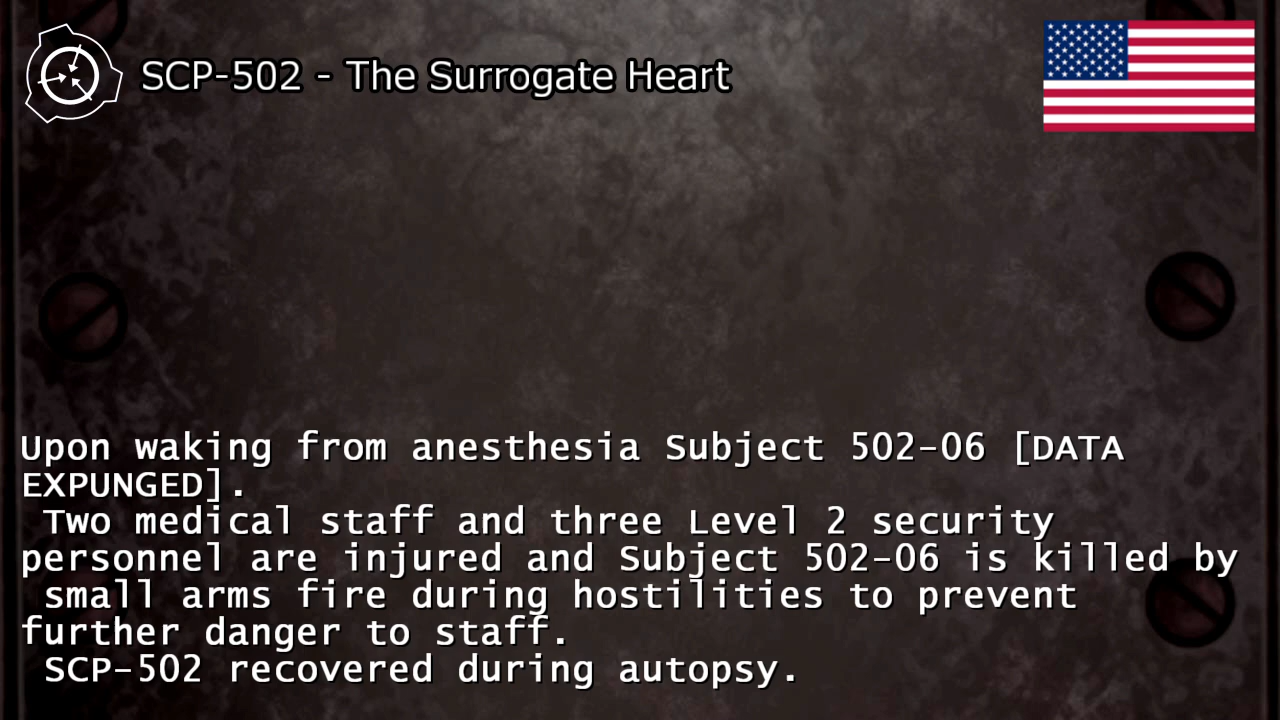 SCP-502 - The Surrogate Heart
Upon waking from anesthesia Subject 502-06 [DATA
EXPUNGED].
Two medical staff and three Level 2 security
personnel are injured and Subject 502-06 is killed by
small arms fire during hostilities to prevent
further danger to staff.
SCP-502 recovered during autopsy.